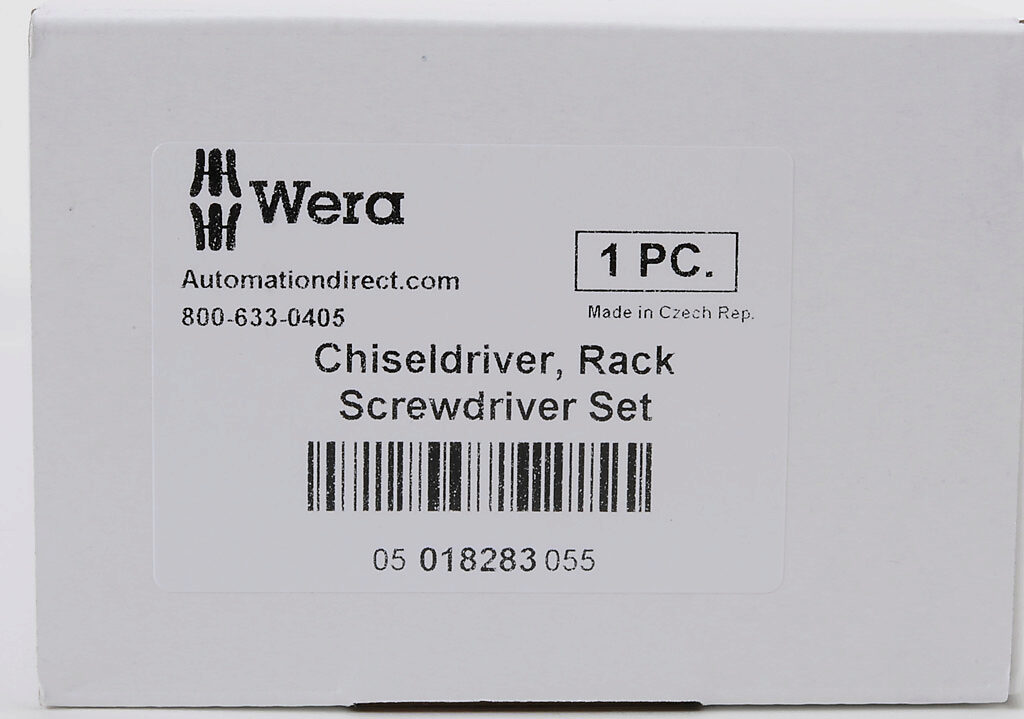 Wera
Automationdirect.com
1 PC.
800-633-0405
Made in Czech Rep.
Chiseldriver, Rack
Screwdriver Set
05 018283 055